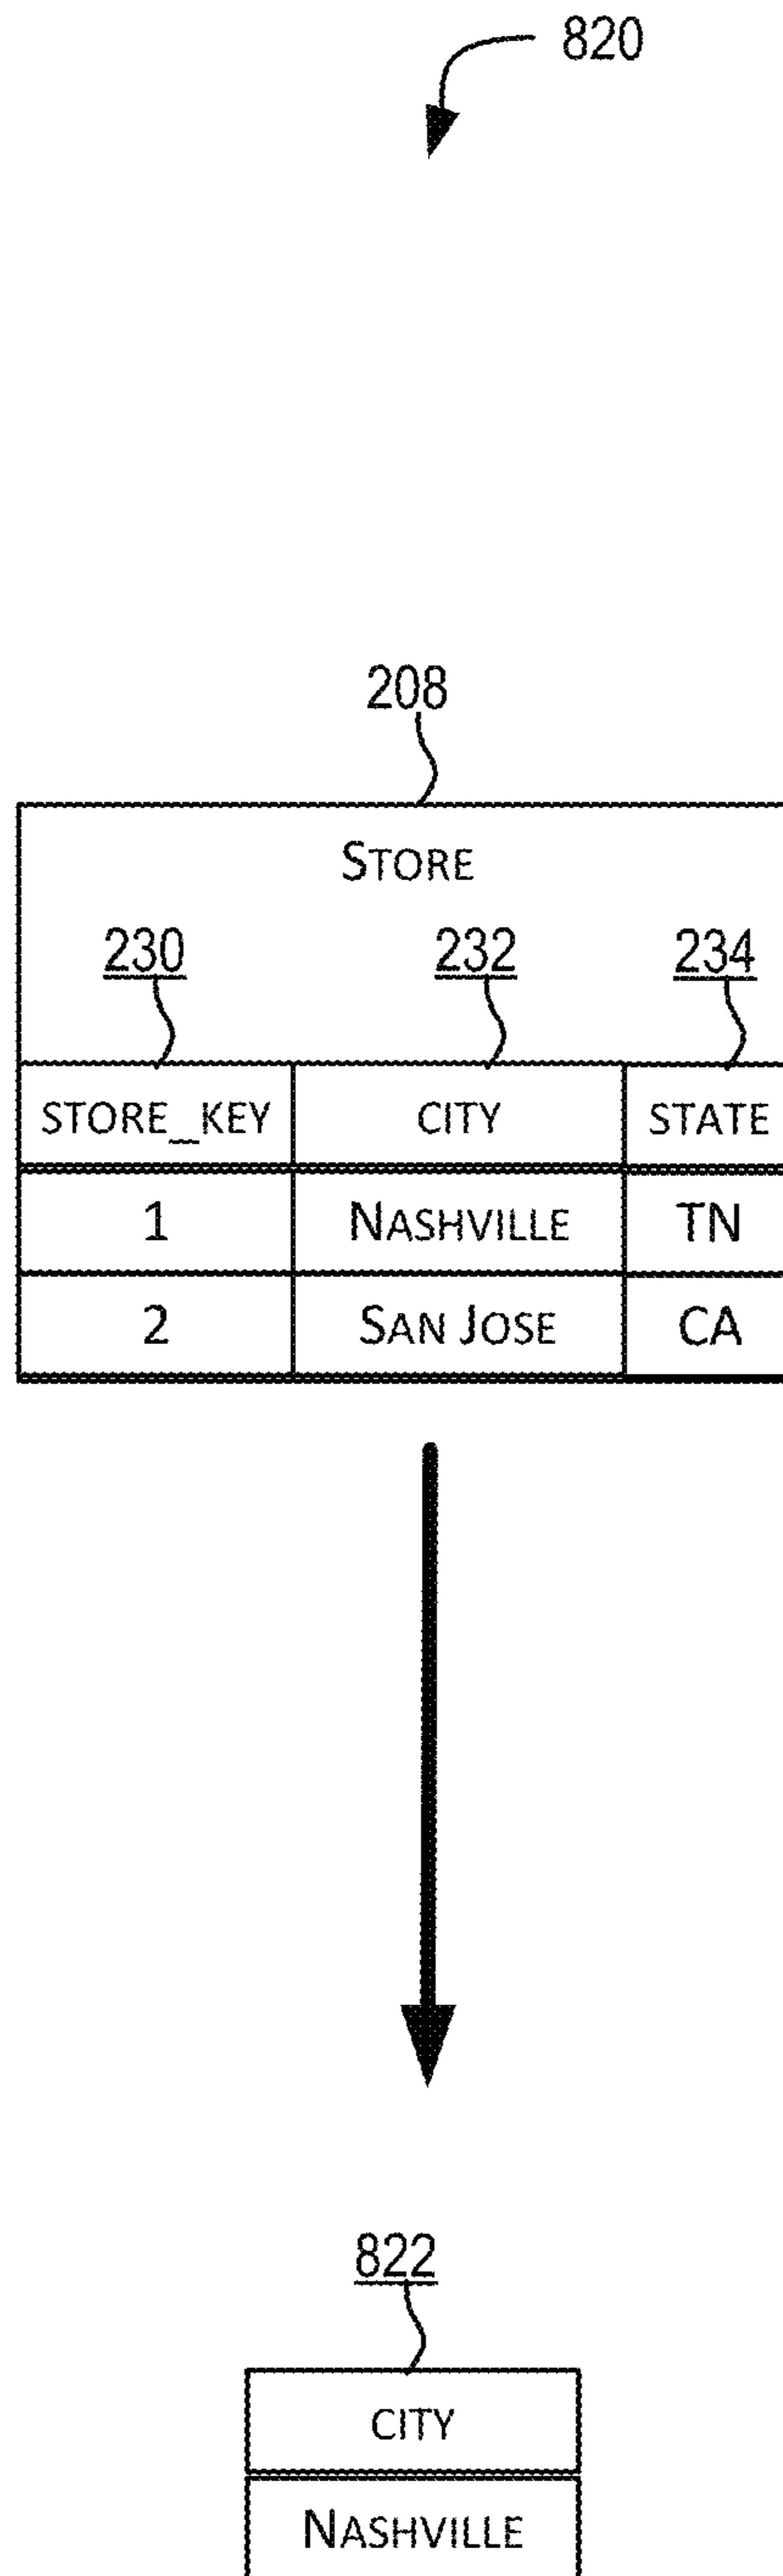 820
208
STORE
230 232 234
STORE_KEY CITY STATE
1 NASHVILLE TN
2 SAN JOSE CA
822
CITY
NASHVILLE